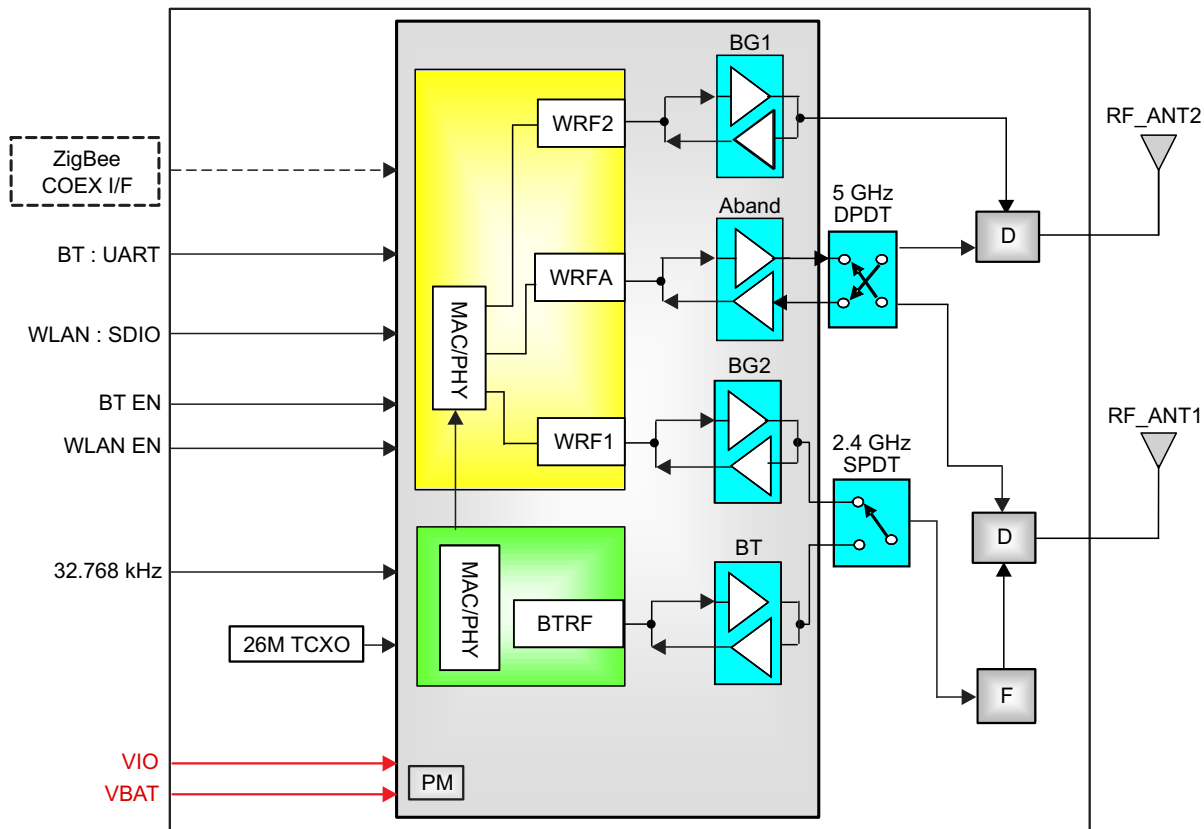 BG1
WRF2
RF_ANT2
ZigBee
COEX I/F
Aband
5 GHz
DPDT
D
BT : UART
WRFA
MAC/PHY
WLAN : SDIO
BG2
BT EN
RF_ANT1
WLAN EN
WRF1
2.4 GHz
SPDT
D
BT
32.768 kHz
MAC/PHY
BTRF
26M TCXO
F
VIO
PM
VBAT